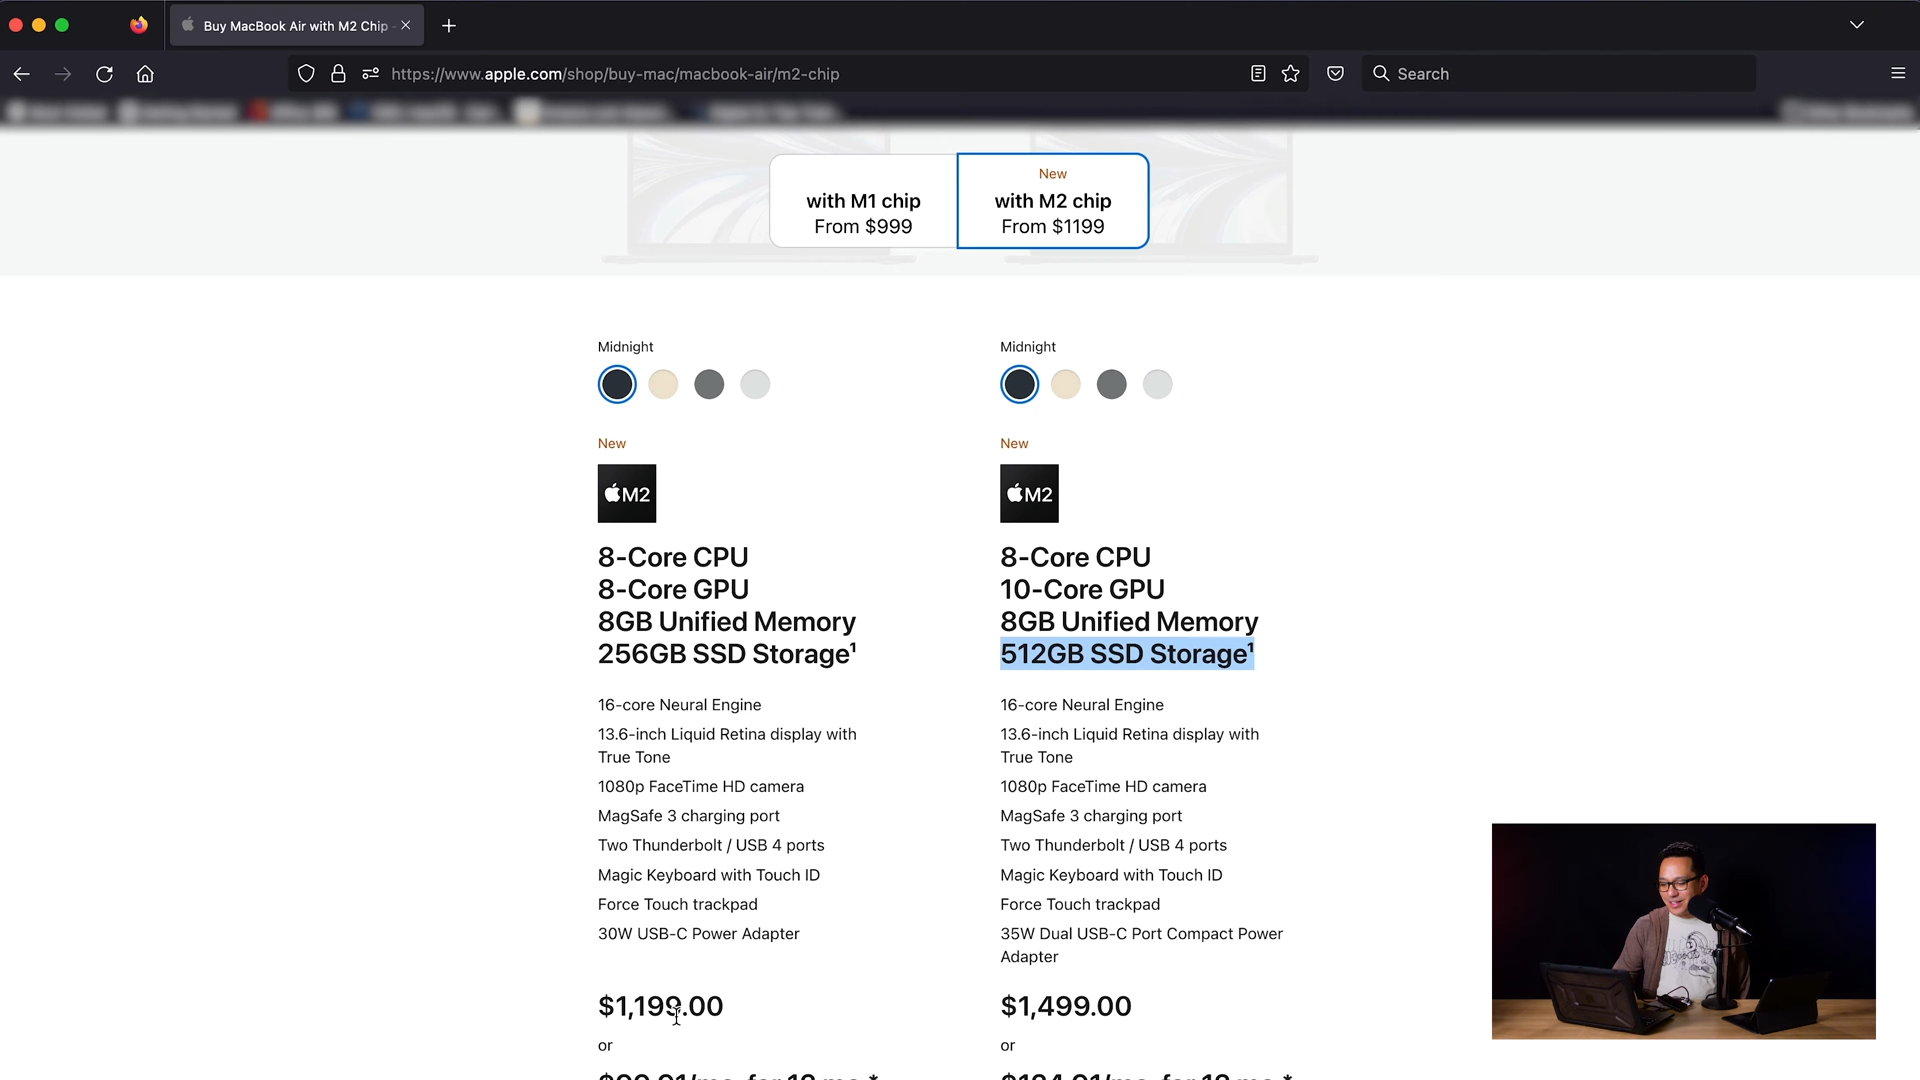 Buy MacBook Air with M2 Chip
https://www.apple.com/shop/buy-mac/macbook-air/m2-chip
Search
with M1 chip
From $999
New
with M2 chip
From $1199
Midnight
New
M2
8-Core CPU
8-Core GPU
8GB Unified Memory
256GB SSD Storage¹
16-core Neural Engine
13.6-inch Liquid Retina display with
True Tone
1080p FaceTime HD camera
MagSafe 3 charging port
Two Thunderbolt / USB 4 ports
Magic Keyboard with Touch ID
Force Touch trackpad
30W USB-C Power Adapter
$1,199.00
or
Midnight
New
M2
8-Core CPU
10-Core GPU
8GB Unified Memory
512GB SSD Storage¹
16-core Neural Engine
13.6-inch Liquid Retina display with
True Tone
1080p FaceTime HD camera
MagSafe 3 charging port
Two Thunderbolt / USB 4 ports
Magic Keyboard with Touch ID
Force Touch trackpad
35W Dual USB-C Port Compact Power
Adapter
$1,499.00
or